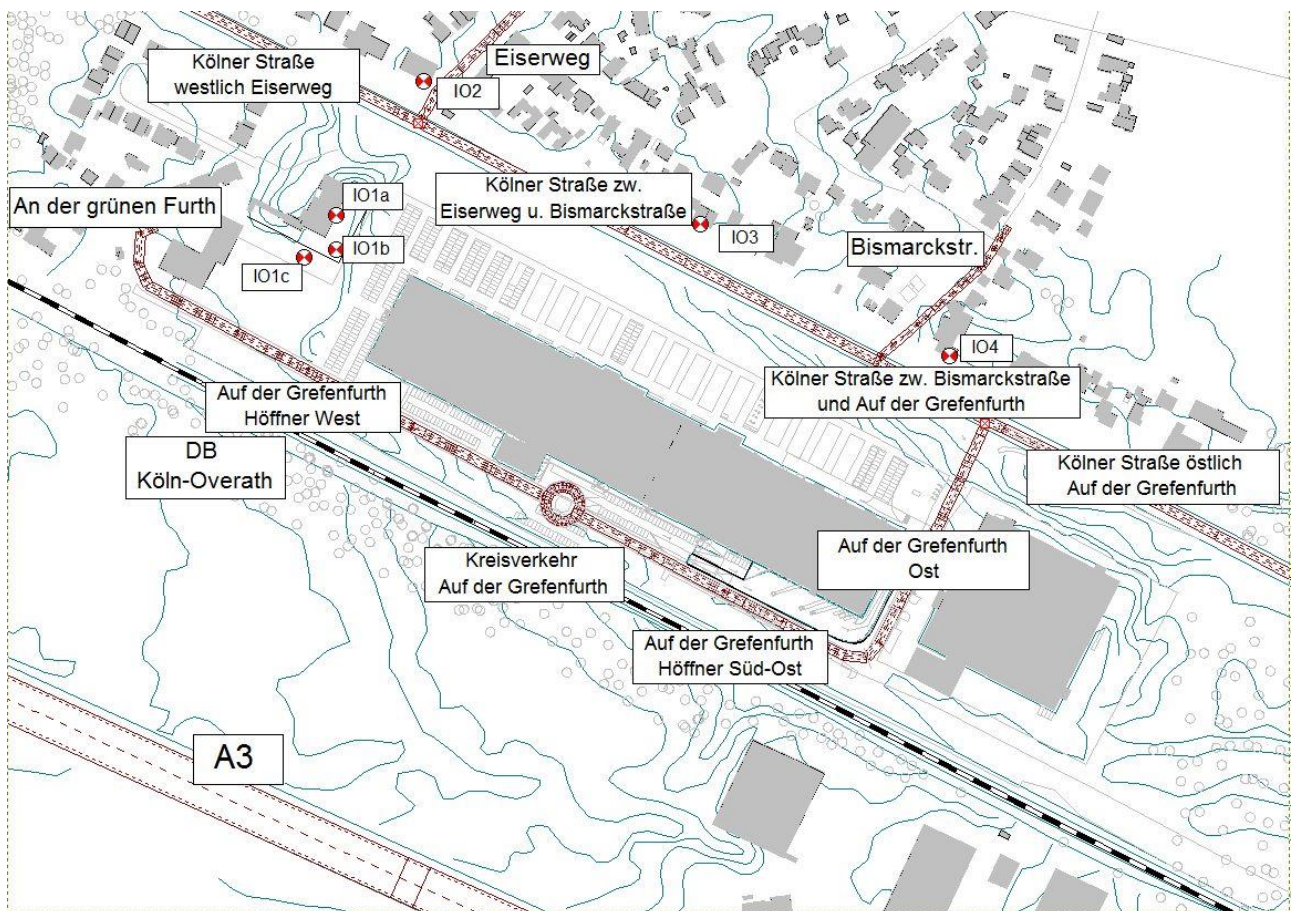 Kölner Straße
westlich Eiserweg
Eiserweg
IO2
IO1a
An der grünen Furth
IO1b
IO1c
Kölner Straße zw.
Eiserweg u. Bismarckstraße
IO3
Bismarckstr.
IO4
Kölner Straße zw. Bismarckstraße
und Auf der Grefenfurth
Auf der Grefenfurth
Höffner West
DB
Köln-Overath
Kölner Straße östlich
Auf der Grefenfurth
Kreisverkehr
Auf der Grefenfurth
Auf der Grefenfurth
Ost
Auf der Grefenfurth
Höffner Süd-Ost
A3